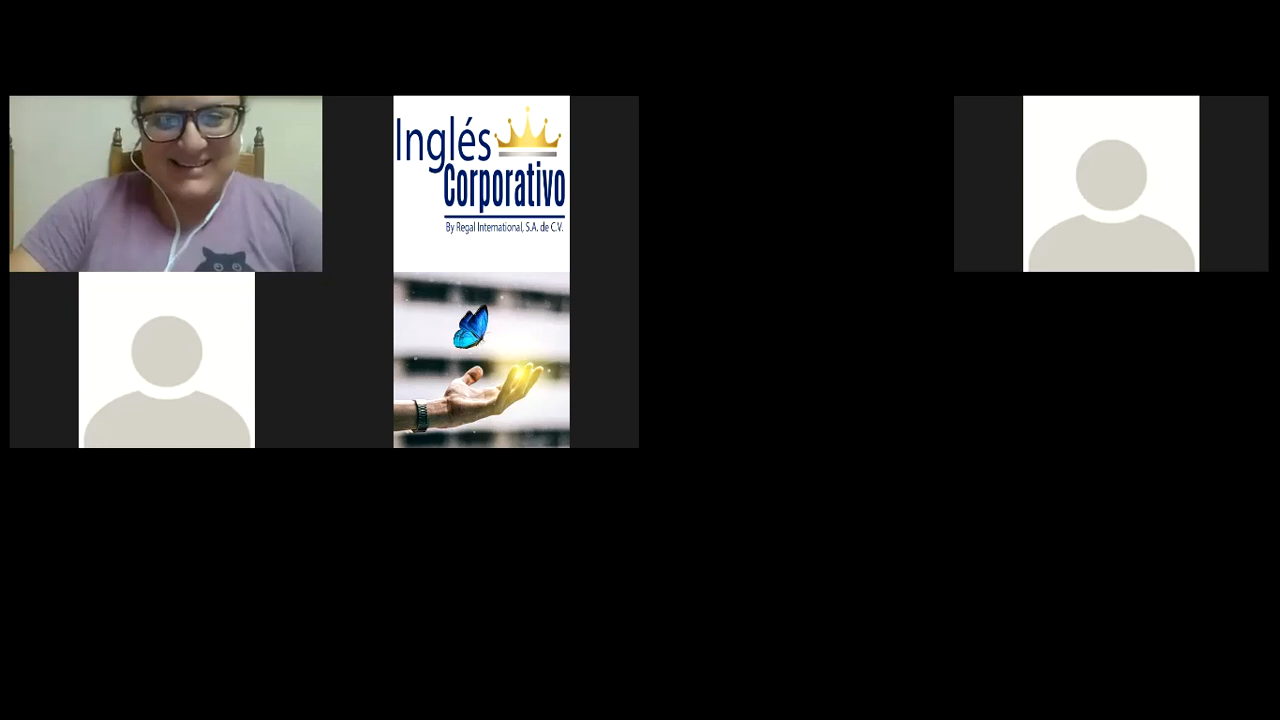 Inglés
Corporativo
By Regal International, S.A. de C.V.